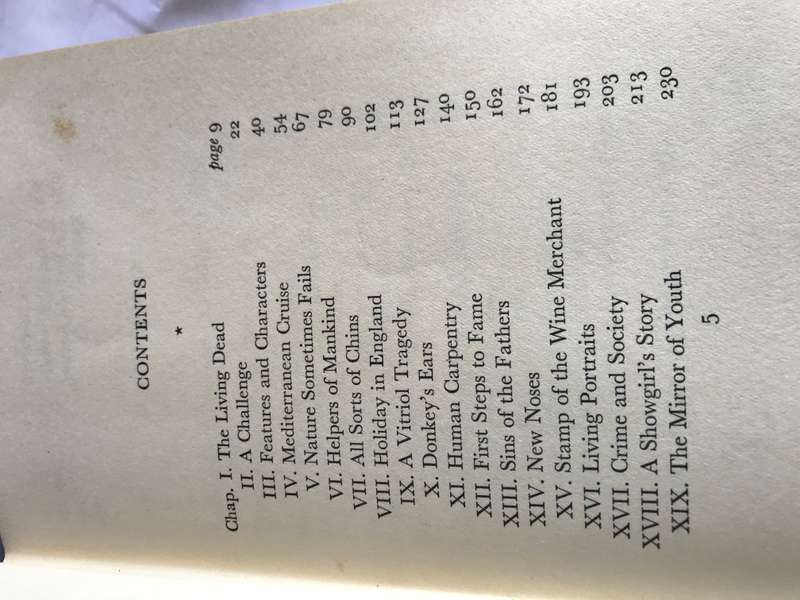 CONTENTS
★
Chap. I. The Living Dead page 9
II. A Challenge 22
III. Features and Characters 40
IV. Mediterranean Cruise 54
V. Nature Sometimes Fails 67
VI. Helpers of Mankind 79
VII. All Sorts of Chins 90
VIII. Holiday in England 102
IX. A Vitriol Tragedy 113
X. Donkey's Ears 127
XI. Human Carpentry 140
XII. First Steps to Fame 150
XIII. Sins of the Fathers 162
XIV. New Noses 172
XV. Stamp of the Wine Merchant 181
XVI. Living Portraits 193
XVII. Crime and Society 203
XVIII. A Showgirl's Story 213
XIX. The Mirror of Youth 230
5